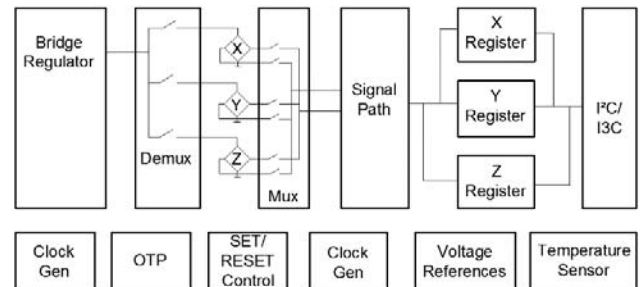 Bridge
Regulator
Demux
X
Y
Z
Mux
Signal
Path
X
Register
Y
Register
Z
Register
I²C/
I3C
Clock
Gen
OTP
SET/
RESET
Control
Clock
Gen
Voltage
References
Temperature
Sensor